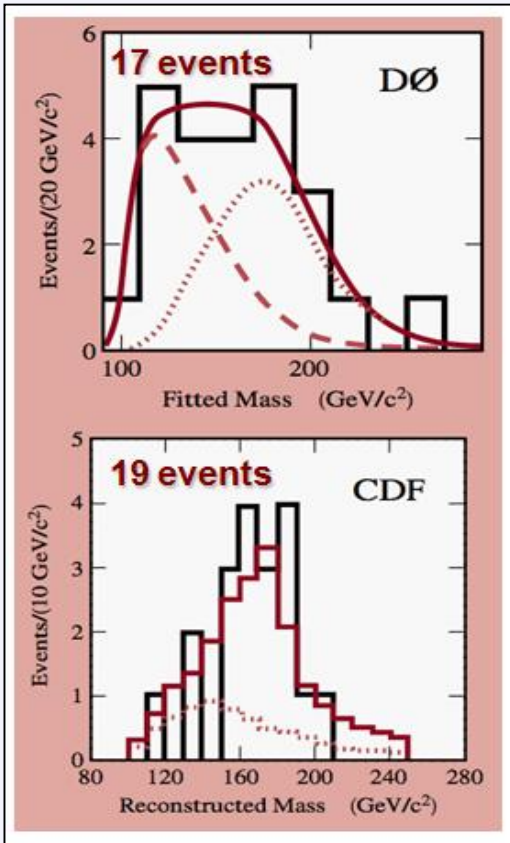 6
17 events
DØ
4
2
0
Events/(20 GeV/c²)
100
200
Fitted Mass (GeV/c²)
5
19 events
CDF
4
3
2
1
0
Events/(10 GeV/c²)
80
120
160
200
240
280
Reconstructed Mass (GeV/c²)